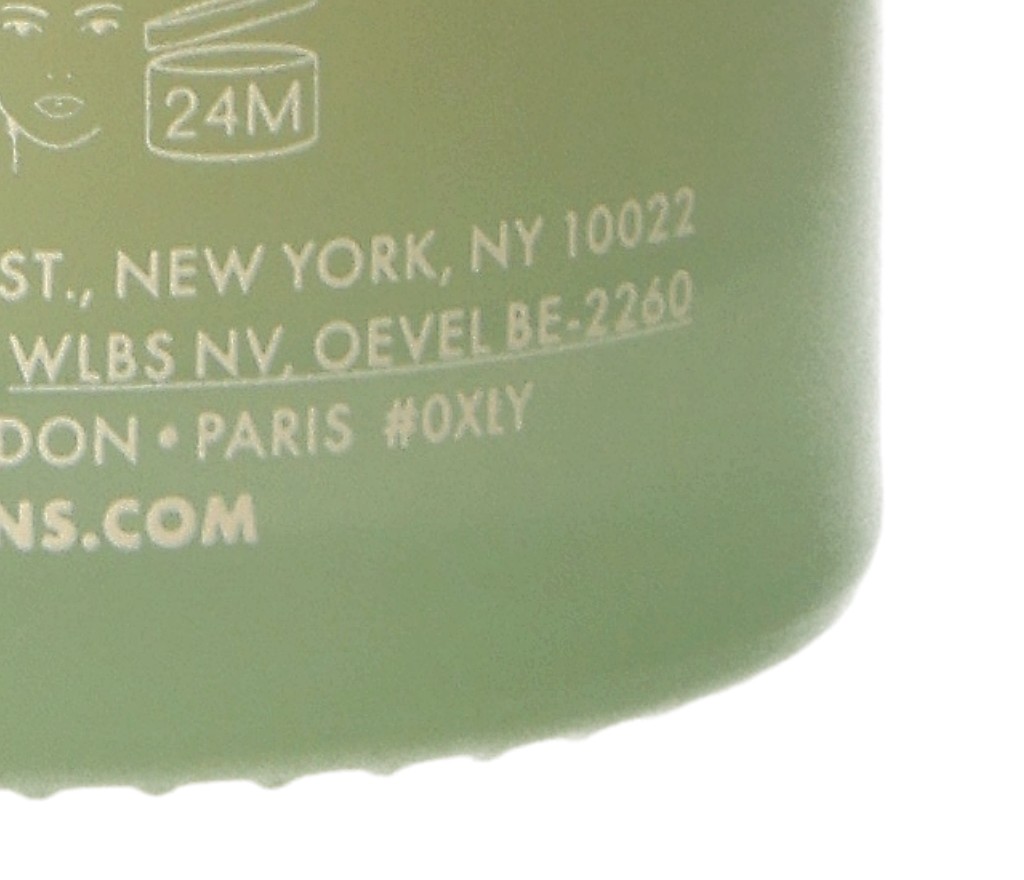 24M
ST., NEW YORK, NY 10022
WLBS NV, OEVEL BE-2260
DON • PARIS #0XLY
NS.COM